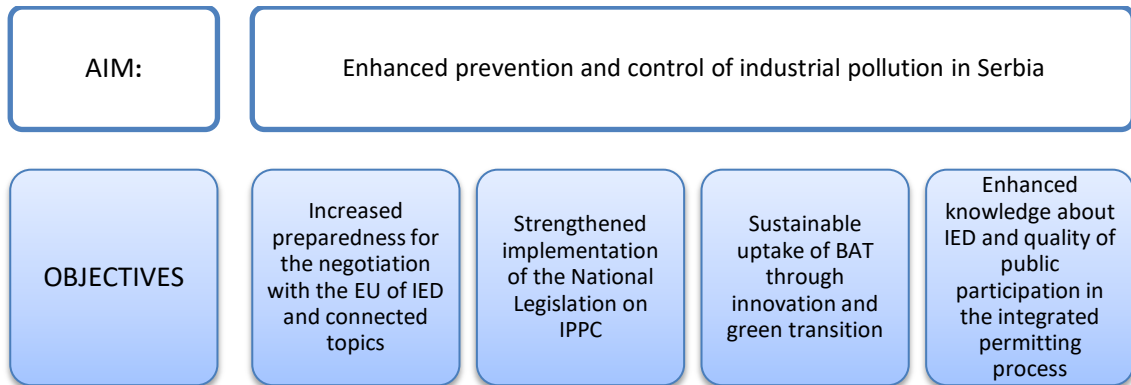 AIM:
Enhanced prevention and control of industrial pollution in Serbia
OBJECTIVES
Increased
preparedness for
the negotiation
with the EU of IED
and connected
topics
Strengthened
implementation
of the National
Legislation on
IPPC
Sustainable
uptake of BAT
through
innovation and
green transition
Enhanced
knowledge about
IED and quality of
public
participation in
the integrated
permitting
process